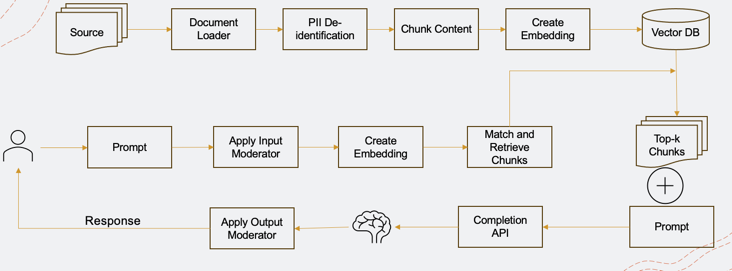 Source
Document
Loader
PII De-
identification
Chunk Content
Create
Embedding
Vector DB
Prompt
Apply Input
Moderator
Create
Embedding
Match and
Retrieve
Chunks
Top-k
Chunks
Response
Apply Output
Moderator
Completion
API
Prompt